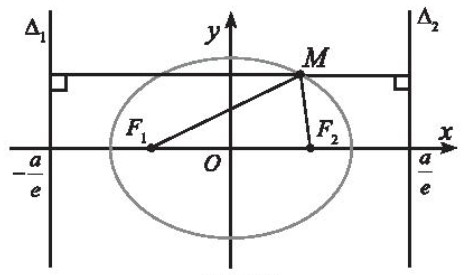 Δ₁
y
M
Δ₂
F₁
F₂
x
-a/e
O
a/e